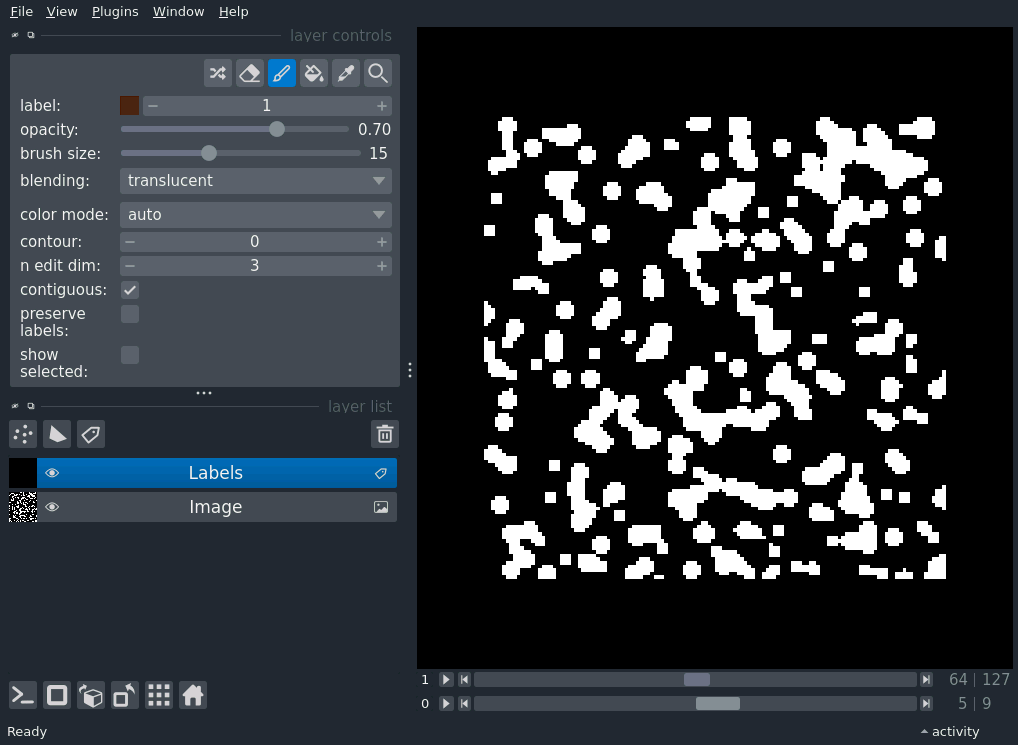 File View Plugins Window Help
layer controls
label: 1
opacity: 0.70
brush size: 15
blending: translucent
color mode: auto
contour: 0
n edit dim: 3
contiguous:
preserve
labels:
show
selected:
layer list
Labels
Image
1 64 | 127
0 5 | 9
Ready activity